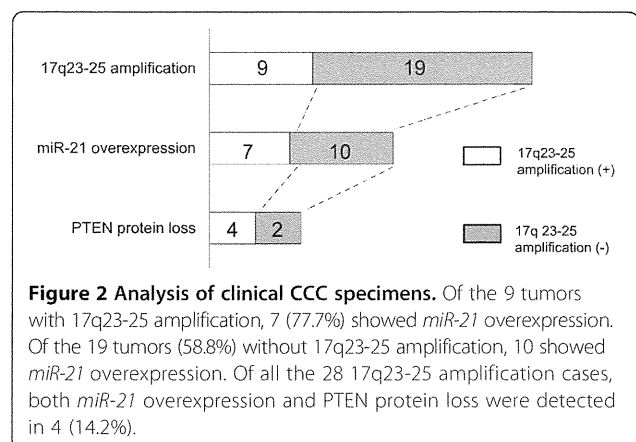 17q23-25 amplification
9
19
miR-21 overexpression
7
10
17q23-25
amplification (+)
PTEN protein loss
4
2
17q 23-25
amplification (-)
Figure 2 Analysis of clinical CCC specimens. Of the 9 tumors
with 17q23-25 amplification, 7 (77.7%) showed miR-21 overexpression.
Of the 19 tumors (58.8%) without 17q23-25 amplification, 10 showed
miR-21 overexpression. Of all the 28 17q23-25 amplification cases,
both miR-21 overexpression and PTEN protein loss were detected
in 4 (14.2%).